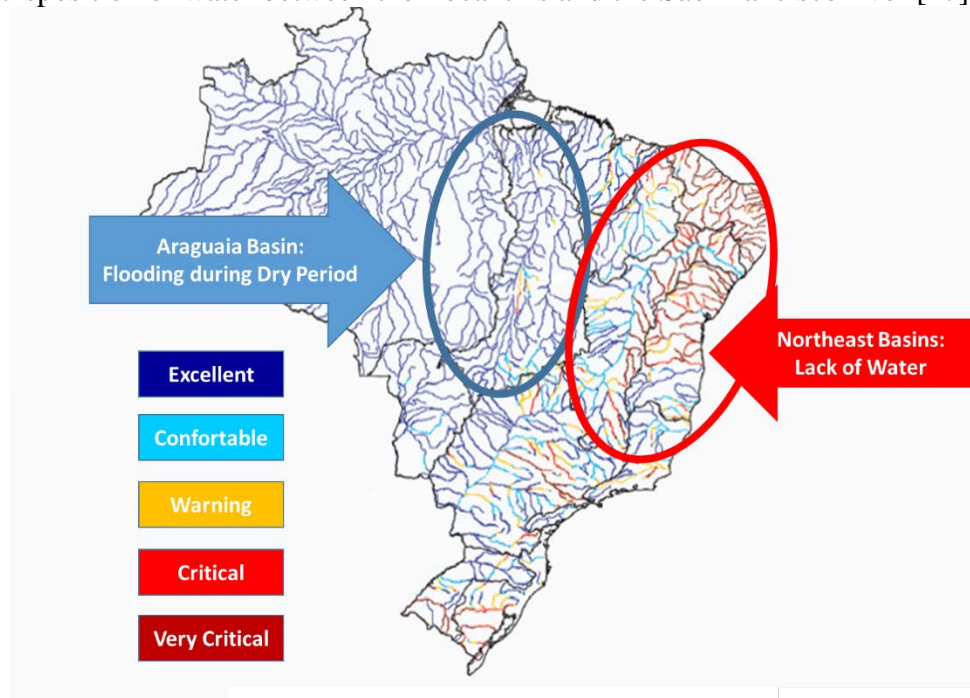 Araguaia Basin:
Flooding during Dry Period
Northeast Basins:
Lack of Water
Excellent
Confortable
Warning
Critical
Very Critical